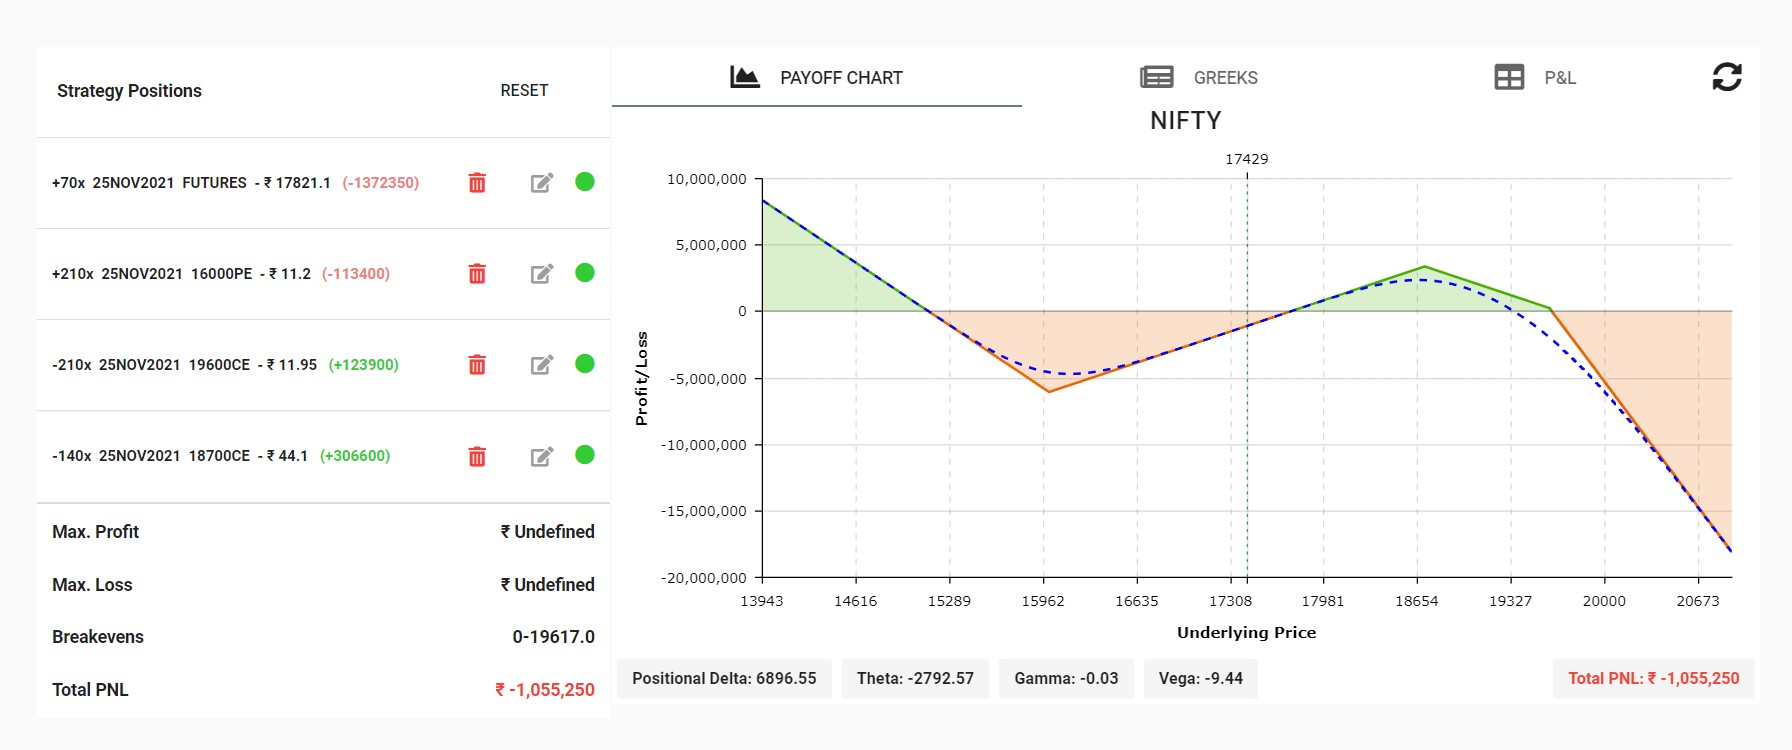 Strategy Positions RESET
+70x 25NOV2021 FUTURES - ₹ 17821.1 (-1372350)
+210x 25NOV2021 16000PE - ₹ 11.2 (-113400)
-210x 25NOV2021 19600CE - ₹ 11.95 (+123900)
-140x 25NOV2021 18700CE - ₹ 44.1 (+306600)
Max. Profit ₹ Undefined
Max. Loss ₹ Undefined
Breakevens 0-19617.0
Total PNL ₹ -1,055,250
PAYOFF CHART GREEKS P&L
NIFTY
17429
10,000,000
5,000,000
0
-5,000,000
-10,000,000
-15,000,000
-20,000,000
Profit/Loss
13943 14616 15289 15962 16635 17308 17981 18654 19327 20000 20673
Underlying Price
Positional Delta: 6896.55 Theta: -2792.57 Gamma: -0.03 Vega: -9.44 Total PNL: ₹ -1,055,250